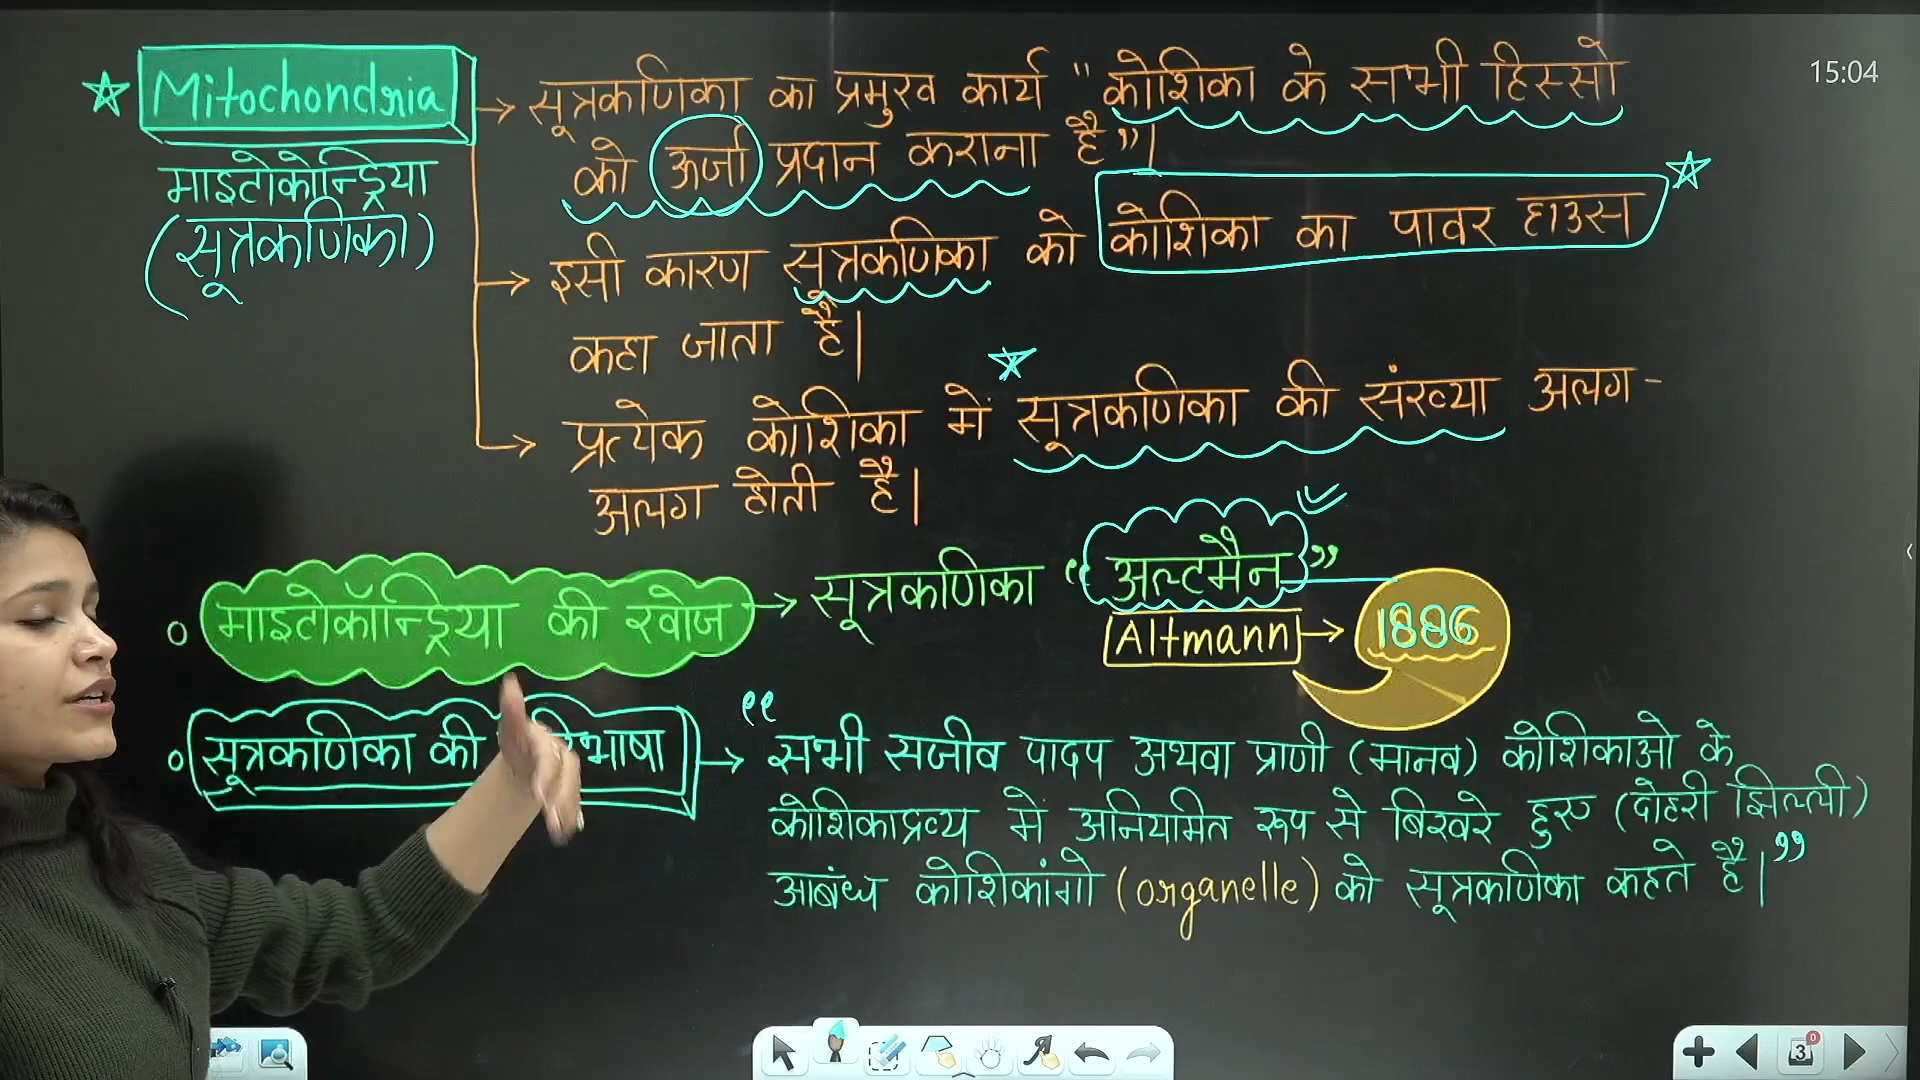 15:04
Mitochondria → सूत्रकणिका का प्रमुख कार्य "कोशिका के सभी हिस्सो
को ऊर्जा प्रदान कराना है"|
माइटोकोन्ड्रिया
(सूत्रकणिका)
→ इसी कारण सूत्रकणिका को कोशिका का पावर हाउस
कहा जाता है|
→ प्रत्येक कोशिका में सूत्रकणिका की संख्या अलग-
अलग होती है|
माइटोकॉन्ड्रिया की खोज → सूत्रकणिका "अल्टमैन"
Altmann → 1886
सूत्रकणिका की → "सभी सजीव पादप अथवा प्राणी (मानव) कोशिकाओ के
कोशिकाद्रव्य मे अनियमित रूप से बिखरे हुए (दोहरी झिल्ली)
आबंध कोशिकांगो (organelle) को सूत्रकणिका कहते है|"
3
0